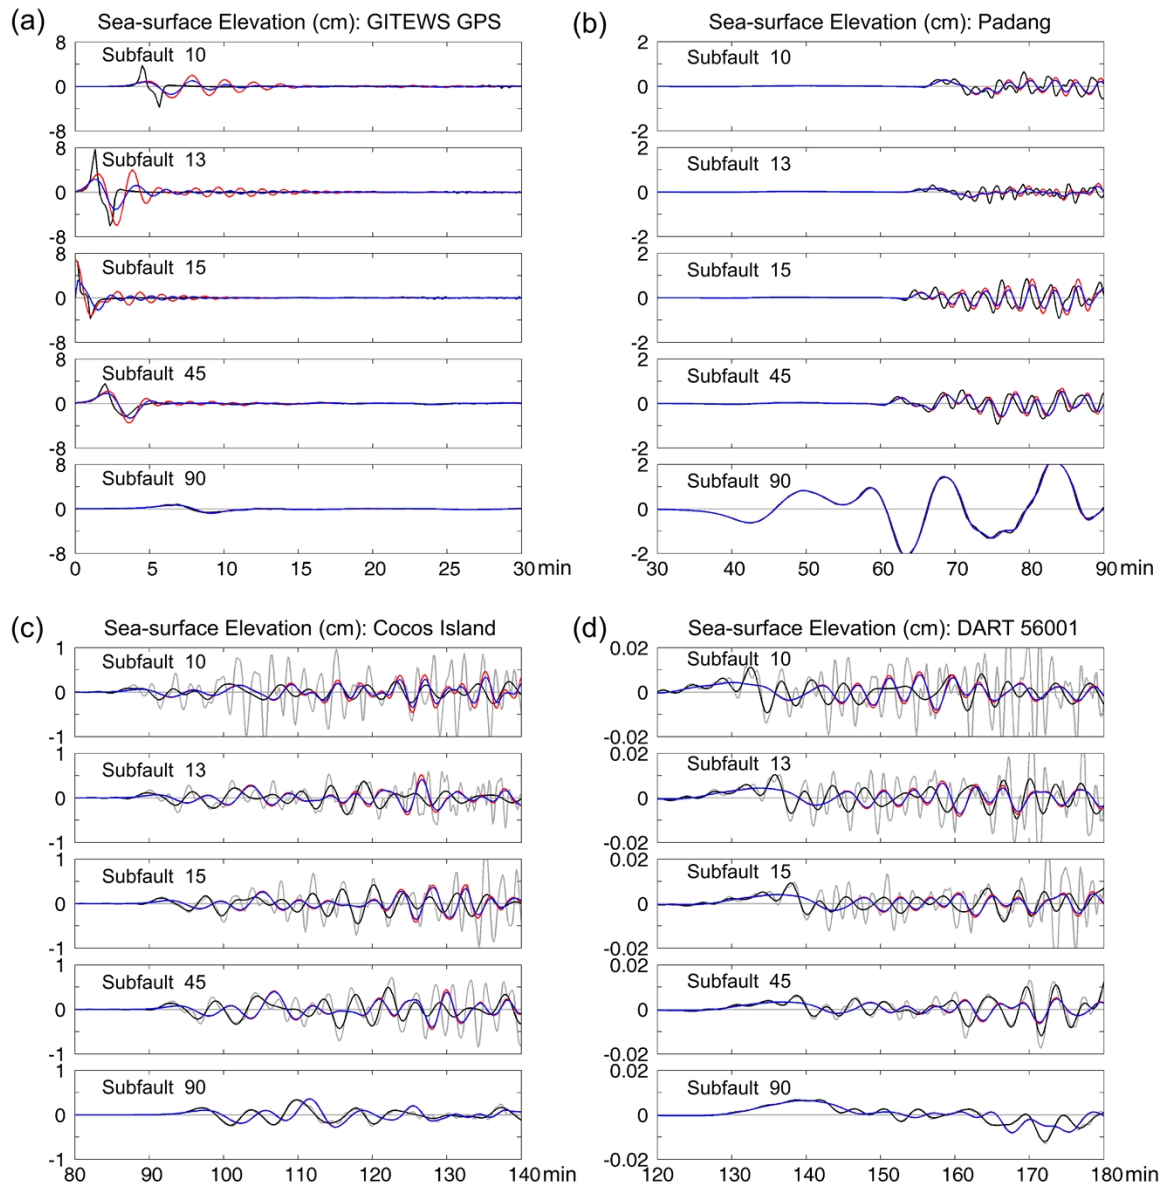 (a) Sea-surface Elevation (cm): GITEWS GPS
8
Subfault 10
0
-8
8
Subfault 13
0
-8
8
Subfault 15
0
-8
8
Subfault 45
0
-8
8
Subfault 90
0
-8
0 5 10 15 20 25 30 min
(b) Sea-surface Elevation (cm): Padang
2
Subfault 10
0
-2
2
Subfault 13
0
-2
2
Subfault 15
0
-2
2
Subfault 45
0
-2
2
Subfault 90
0
-2
30 40 50 60 70 80 90 min
(c) Sea-surface Elevation (cm): Cocos Island
1
Subfault 10
0
-1
1
Subfault 13
0
-1
1
Subfault 15
0
-1
1
Subfault 45
0
-1
1
Subfault 90
0
-1
80 90 100 110 120 130 140 min
(d) Sea-surface Elevation (cm): DART 56001
0.02
Subfault 10
0
-0.02
0.02
Subfault 13
0
-0.02
0.02
Subfault 15
0
-0.02
0.02
Subfault 45
0
-0.02
0.02
Subfault 90
0
-0.02
120 130 140 150 160 170 180 min